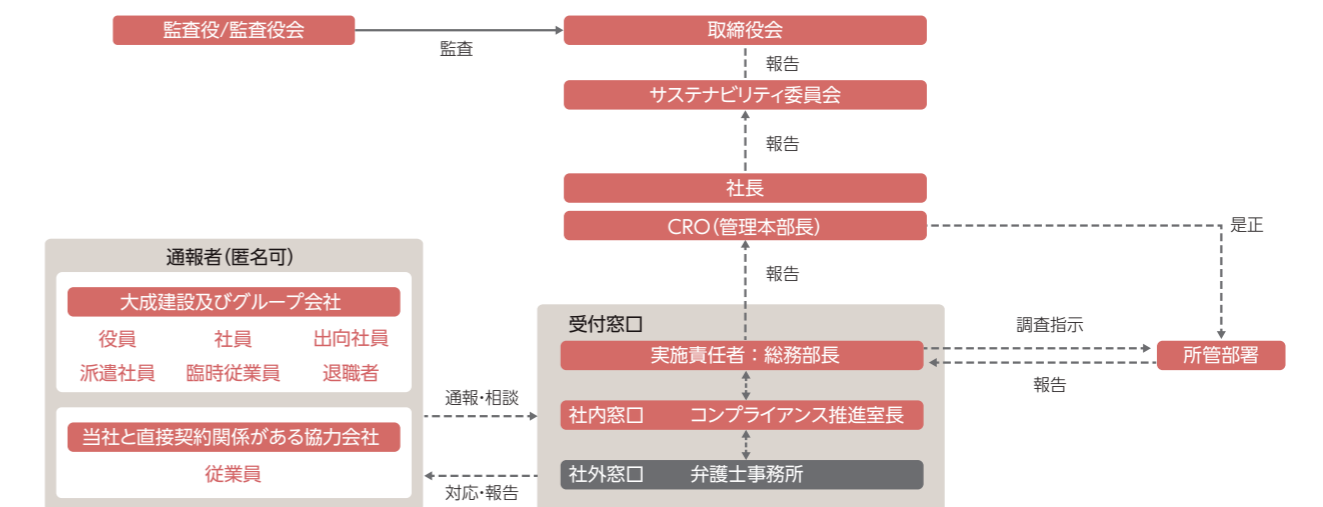 監査役/監査役会
監査
取締役会
報告
サステナビリティ委員会
報告
社長
CRO(管理本部長)
是正
報告
通報者(匿名可)
大成建設及びグループ会社
役員 社員 出向社員
派遣社員 臨時従業員 退職者
当社と直接契約関係がある協力会社
従業員
通報・相談
対応・報告
受付窓口
実施責任者：総務部長
社内窓口 コンプライアンス推進室長
社外窓口 弁護士事務所
調査指示
報告
所管部署